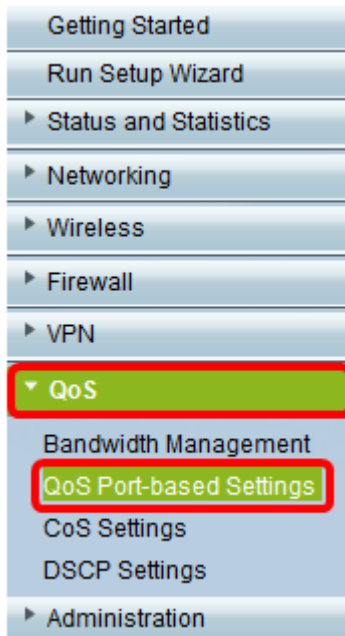 Getting Started
Run Setup Wizard
Status and Statistics
Networking
Wireless
Firewall
VPN
QoS
Bandwidth Management
QoS Port-based Settings
CoS Settings
DSCP Settings
Administration